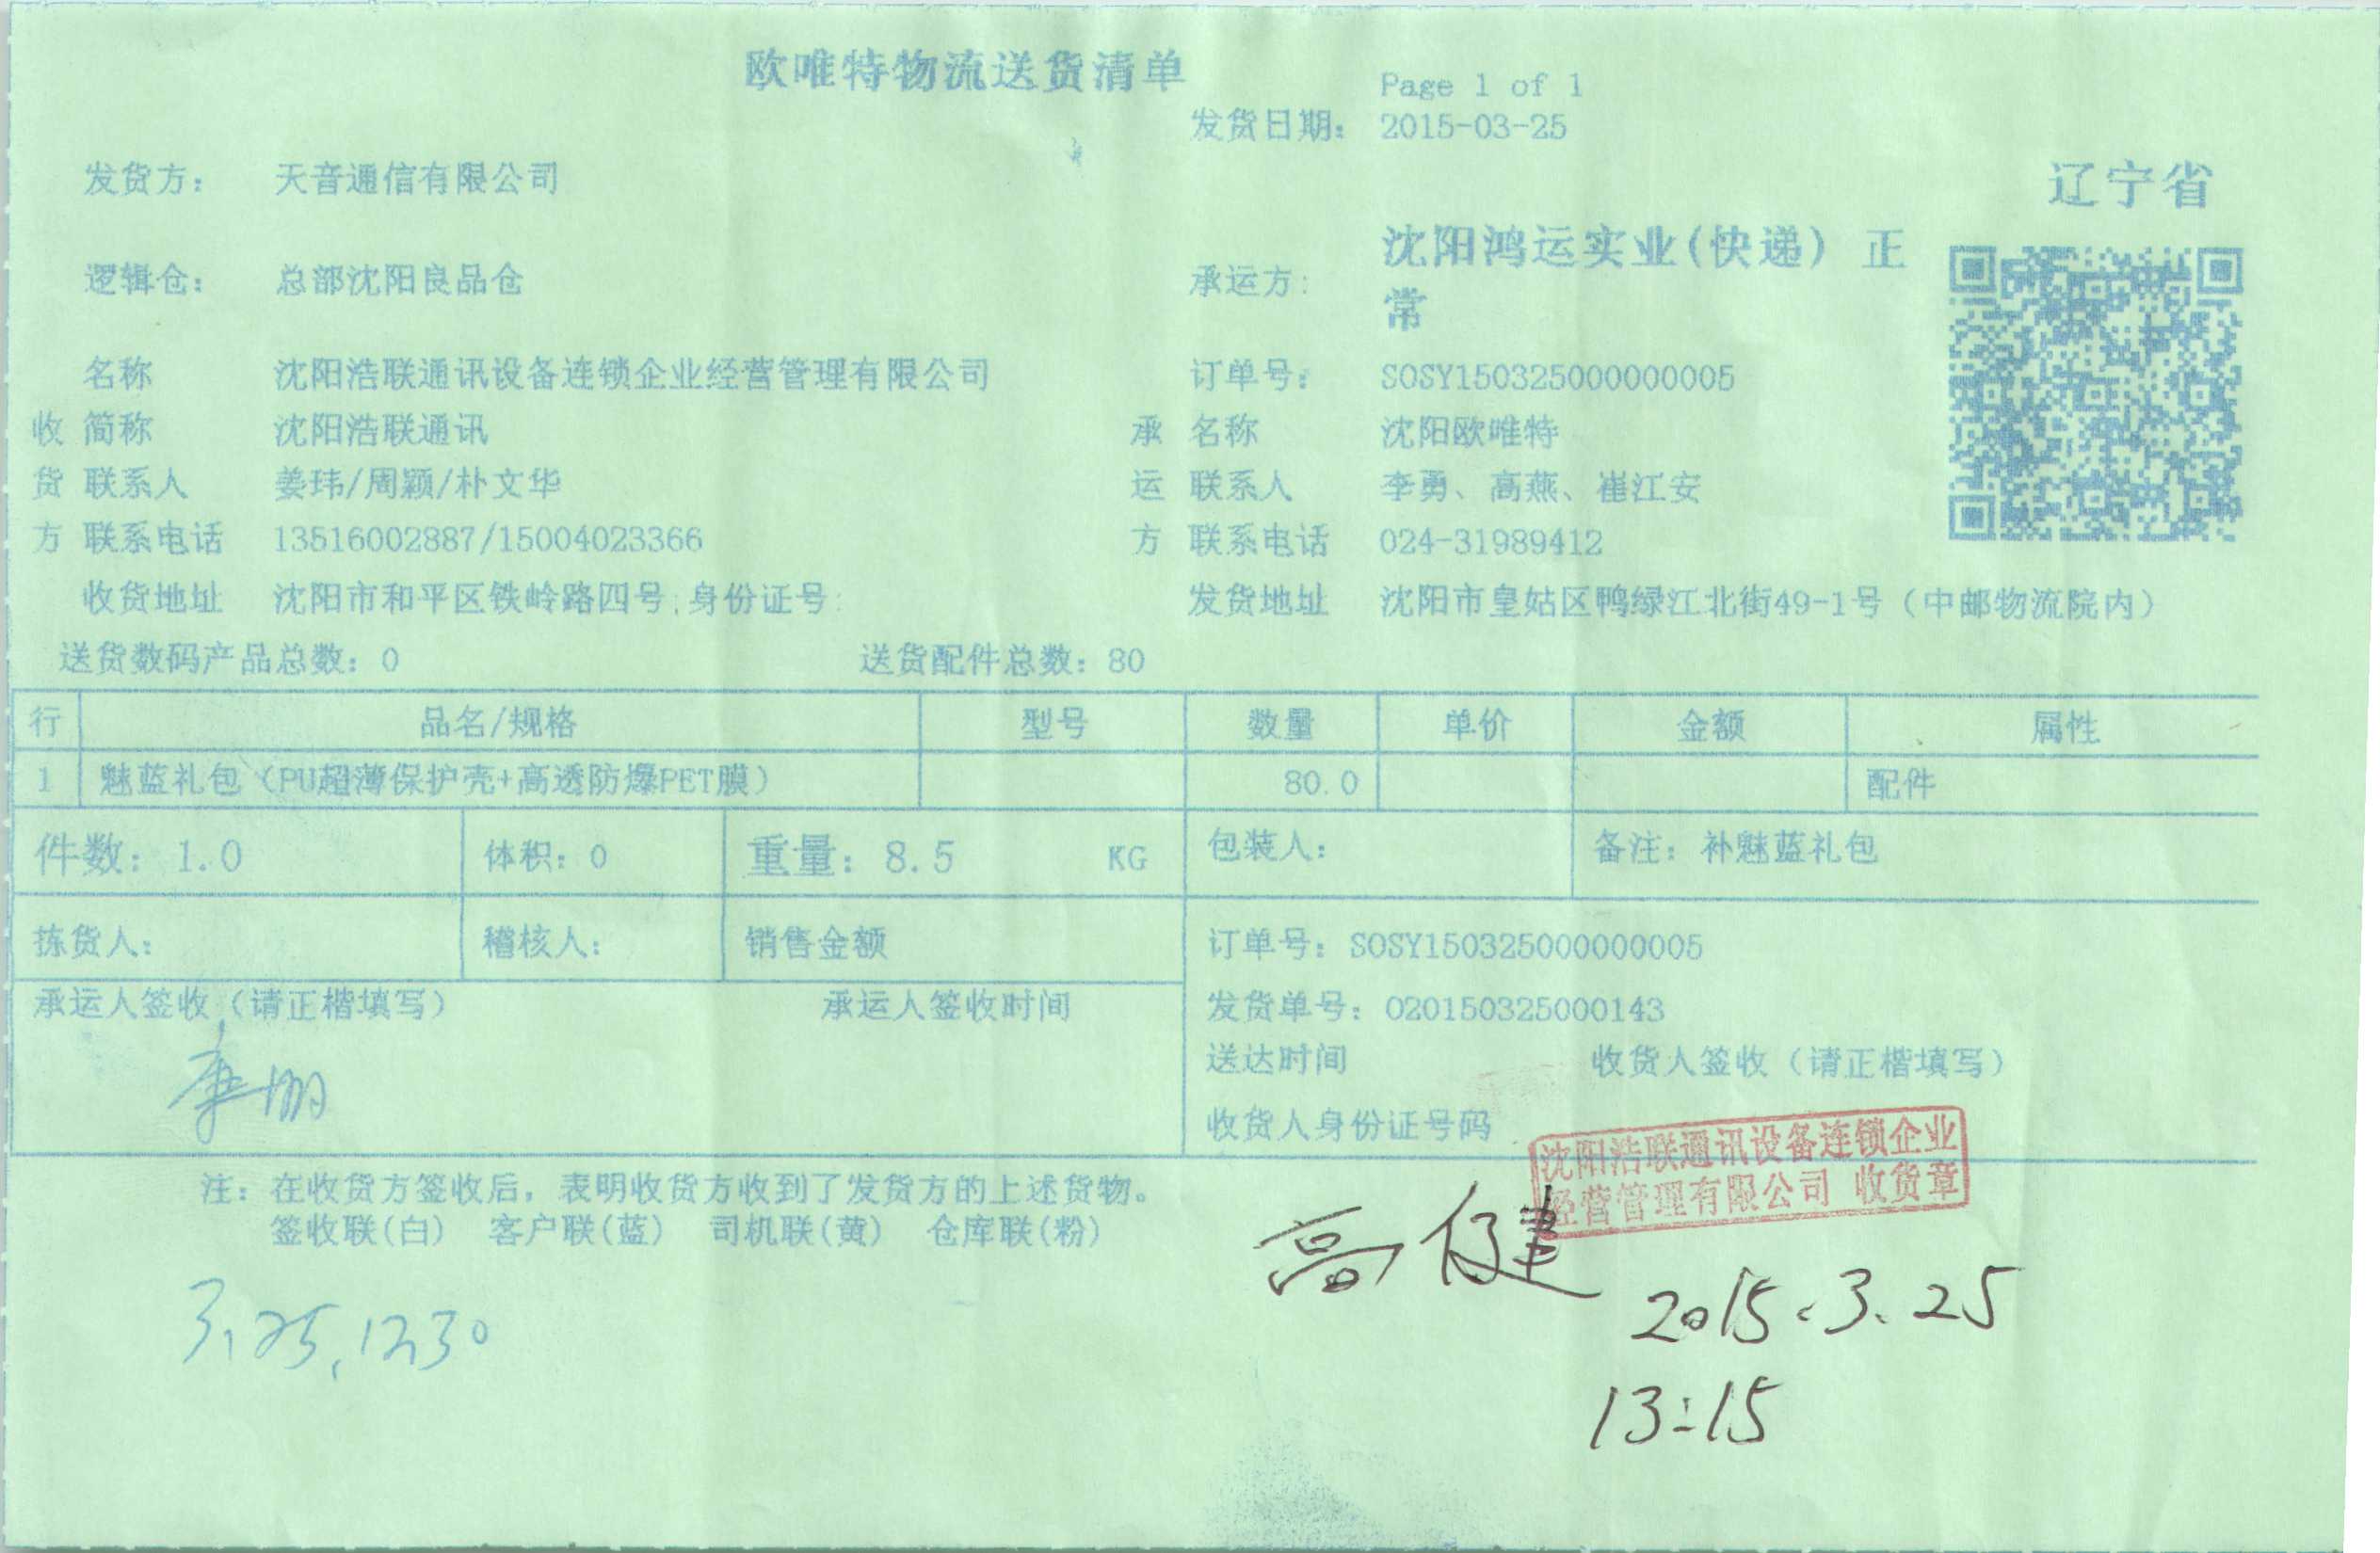 欧唯特物流送货清单
Page 1 of 1
发货日期: 2015-03-25
发货方: 天音通信有限公司
辽宁省
逻辑仓: 总部沈阳良品仓 承运方: 沈阳鸿运实业(快递) 正
常
名称 沈阳浩联通讯设备连锁企业经营管理有限公司 订单号: SOSY150325000000005
收 简称 沈阳浩联通讯 承 名称 沈阳欧唯特
货 联系人 姜玮/周颖/朴文华 运 联系人 李勇、高燕、崔江安
方 联系电话 13516002887/15004023366 方 联系电话 024-31989412
收货地址 沈阳市和平区铁岭路四号;身份证号: 发货地址 沈阳市皇姑区鸭绿江北街49-1号（中邮物流院内）
送货数码产品总数: 0 送货配件总数: 80
行 品名/规格 型号 数量 单价 金额 属性
1 魅蓝礼包（PU超薄保护壳+高透防爆PET膜） 80.0 配件
件数: 1.0 体积: 0 重量: 8.5 KG 包装人: 备注: 补魅蓝礼包
拣货人: 稽核人: 销售金额 订单号: SOSY150325000000005
承运人签收（请正楷填写） 承运人签收时间 发货单号: 020150325000143
送达时间 收货人签收（请正楷填写）
收货人身份证号码
沈阳浩联通讯设备连锁企业
经营管理有限公司 收货章
注: 在收货方签收后，表明收货方收到了发货方的上述货物。
签收联(白) 客户联(蓝) 司机联(黄) 仓库联(粉)
高健
2015.3.25
13:15
3.25,1230